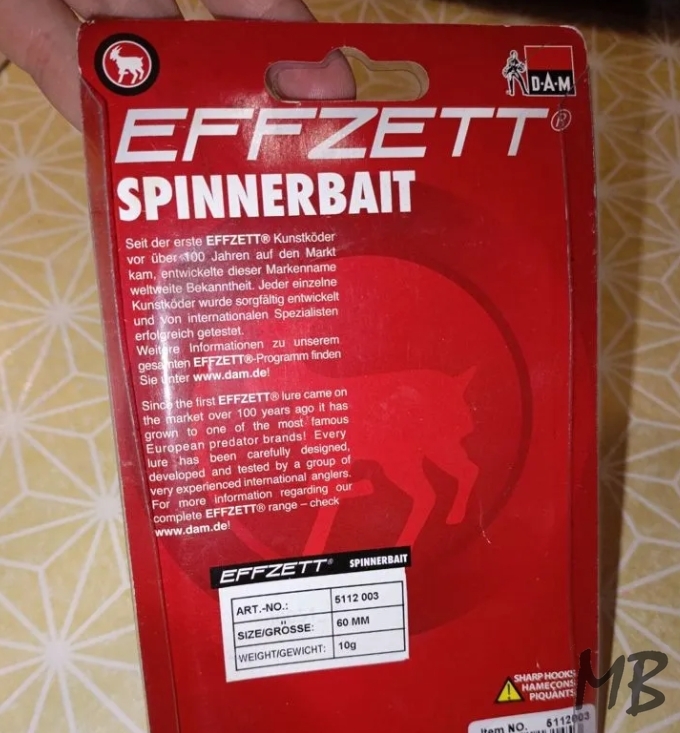 D·A·M
EFFZETT®
SPINNERBAIT
Seit der erste EFFZETT® Kunstköder
vor über 100 Jahren auf den Markt
kam, entwickelte dieser Markenname
weltweite Bekanntheit. Jeder einzelne
Kunstköder wurde sorgfältig entwickelt
und von internationalen Spezialisten
erfolgreich getestet.
Weitere Informationen zu unserem
gesamten EFFZETT®-Programm finden
Sie unter www.dam.de!
Since the first EFFZETT® lure came on
the market over 100 years ago it has
grown to one of the most famous
European predator brands! Every
lure has been carefully designed,
developed and tested by a group of
very experienced international anglers.
For more information regarding our
complete EFFZETT® range – check
www.dam.de!
EFFZETT® SPINNERBAIT
ART.-NO.: 5112 003
SIZE/GRÖSSE: 60 MM
WEIGHT/GEWICHT: 10g
SHARP HOOKS
HAMEÇONS
PIQUANTS
Item NO. 5112003
MB